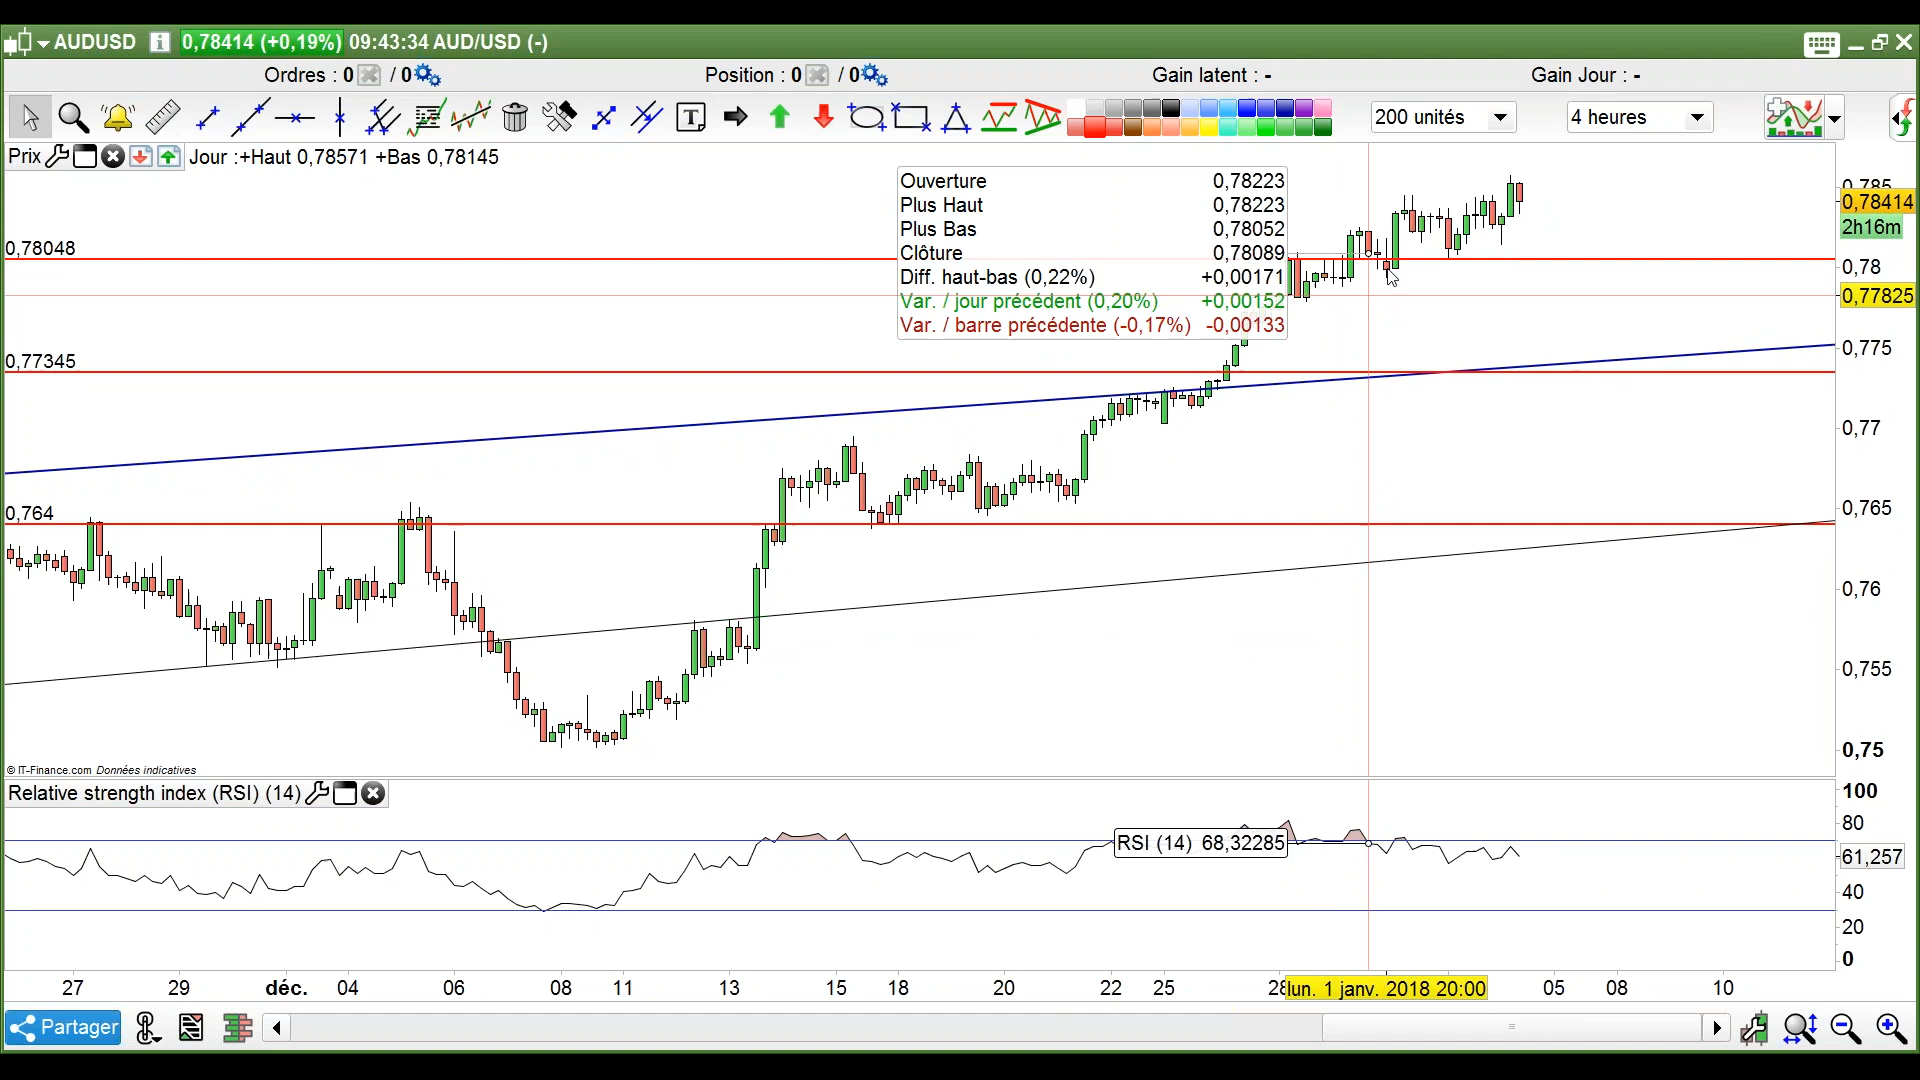 AUDUSD i 0,78414 (+0,19%) 09:43:34 AUD/USD (-)
Ordres : 0 / 0 Position : 0 / 0 Gain latent : - Gain Jour : -
T 200 unités 4 heures
Prix Jour :+Haut 0,78571 +Bas 0,78145
Ouverture 0,78223
Plus Haut 0,78223
Plus Bas 0,78052
Clôture 0,78089
Diff. haut-bas (0,22%) +0,00171
Var. / jour précédent (0,20%) +0,00152
Var. / barre précédente (-0,17%) -0,00133
0,785
0,78414
2h16m
0,78048
0,78
0,77825
0,77345
0,775
0,77
0,764
0,765
0,76
0,755
0,75
© IT-Finance.com Données indicatives
Relative strength index (RSI) (14)
100
80
RSI (14) 68,32285
61,257
40
20
0
27 29 déc. 04 06 08 11 13 15 18 20 22 25 28 lun. 1 janv. 2018 20:00 05 08 10
Partager